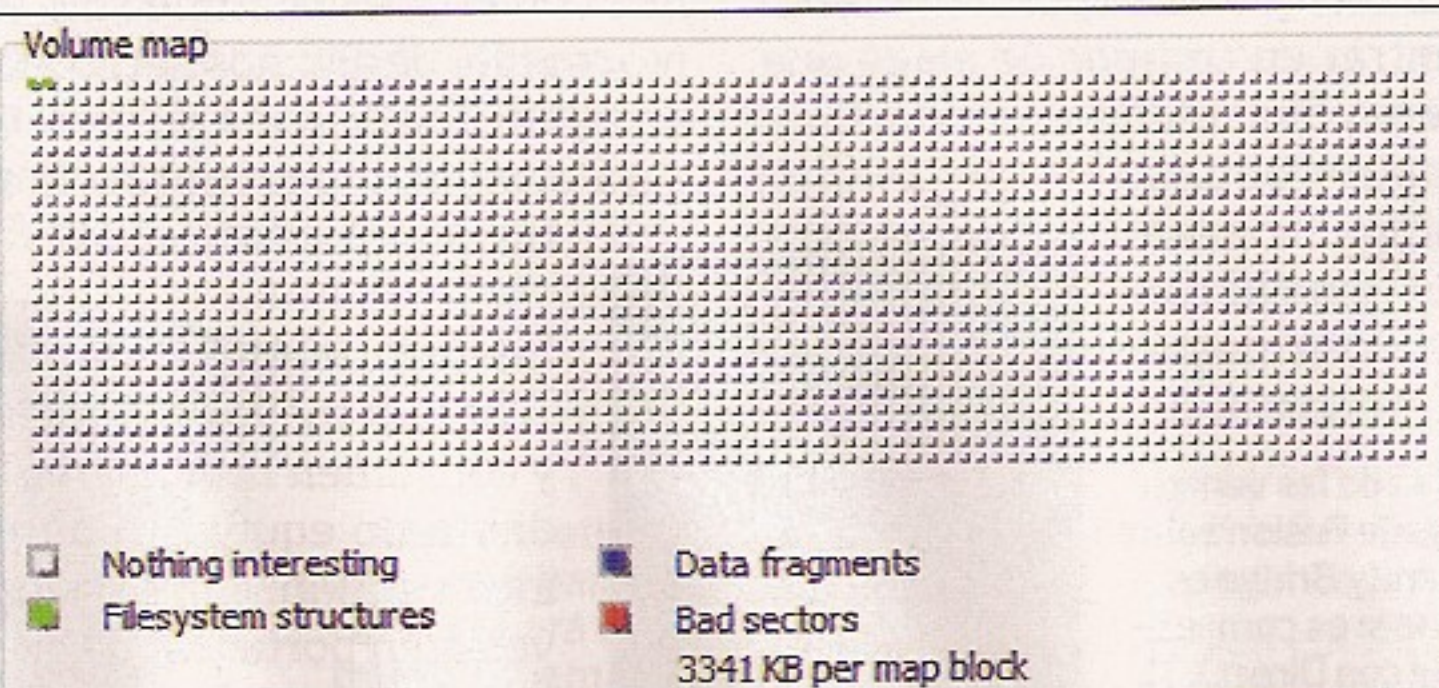 Volume map
Nothing interesting
Data fragments
Filesystem structures
Bad sectors
3341 KB per map block